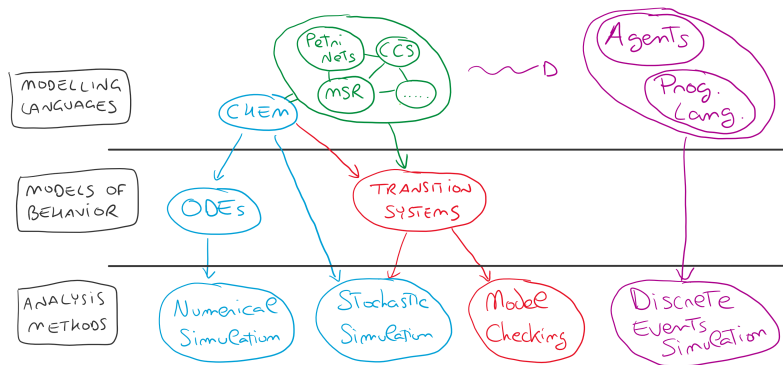 Petri
Nets
CCS
MSR
.....
Agents
Prog.
Lang.
MODELLING
LANGUAGES
CHEM
MODELS OF
BEHAVIOR
ODEs
TRANSITION
SYSTEMS
ANALYSIS
METHODS
Numerical
Simulation
Stochastic
Simulation
Model
Checking
Discrete
Events
Simulation